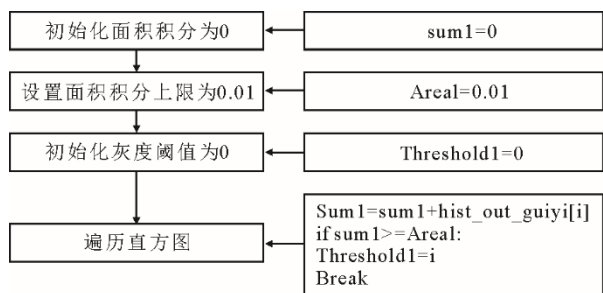 初始化面积积分为0
sum1=0
设置面积积分上限为0.01
Areal=0.01
初始化灰度阈值为0
Threshold1=0
遍历直方图
Sum1=sum1+hist_out_guiyi[i]
if sum1>=Areal:
Threshold1=i
Break